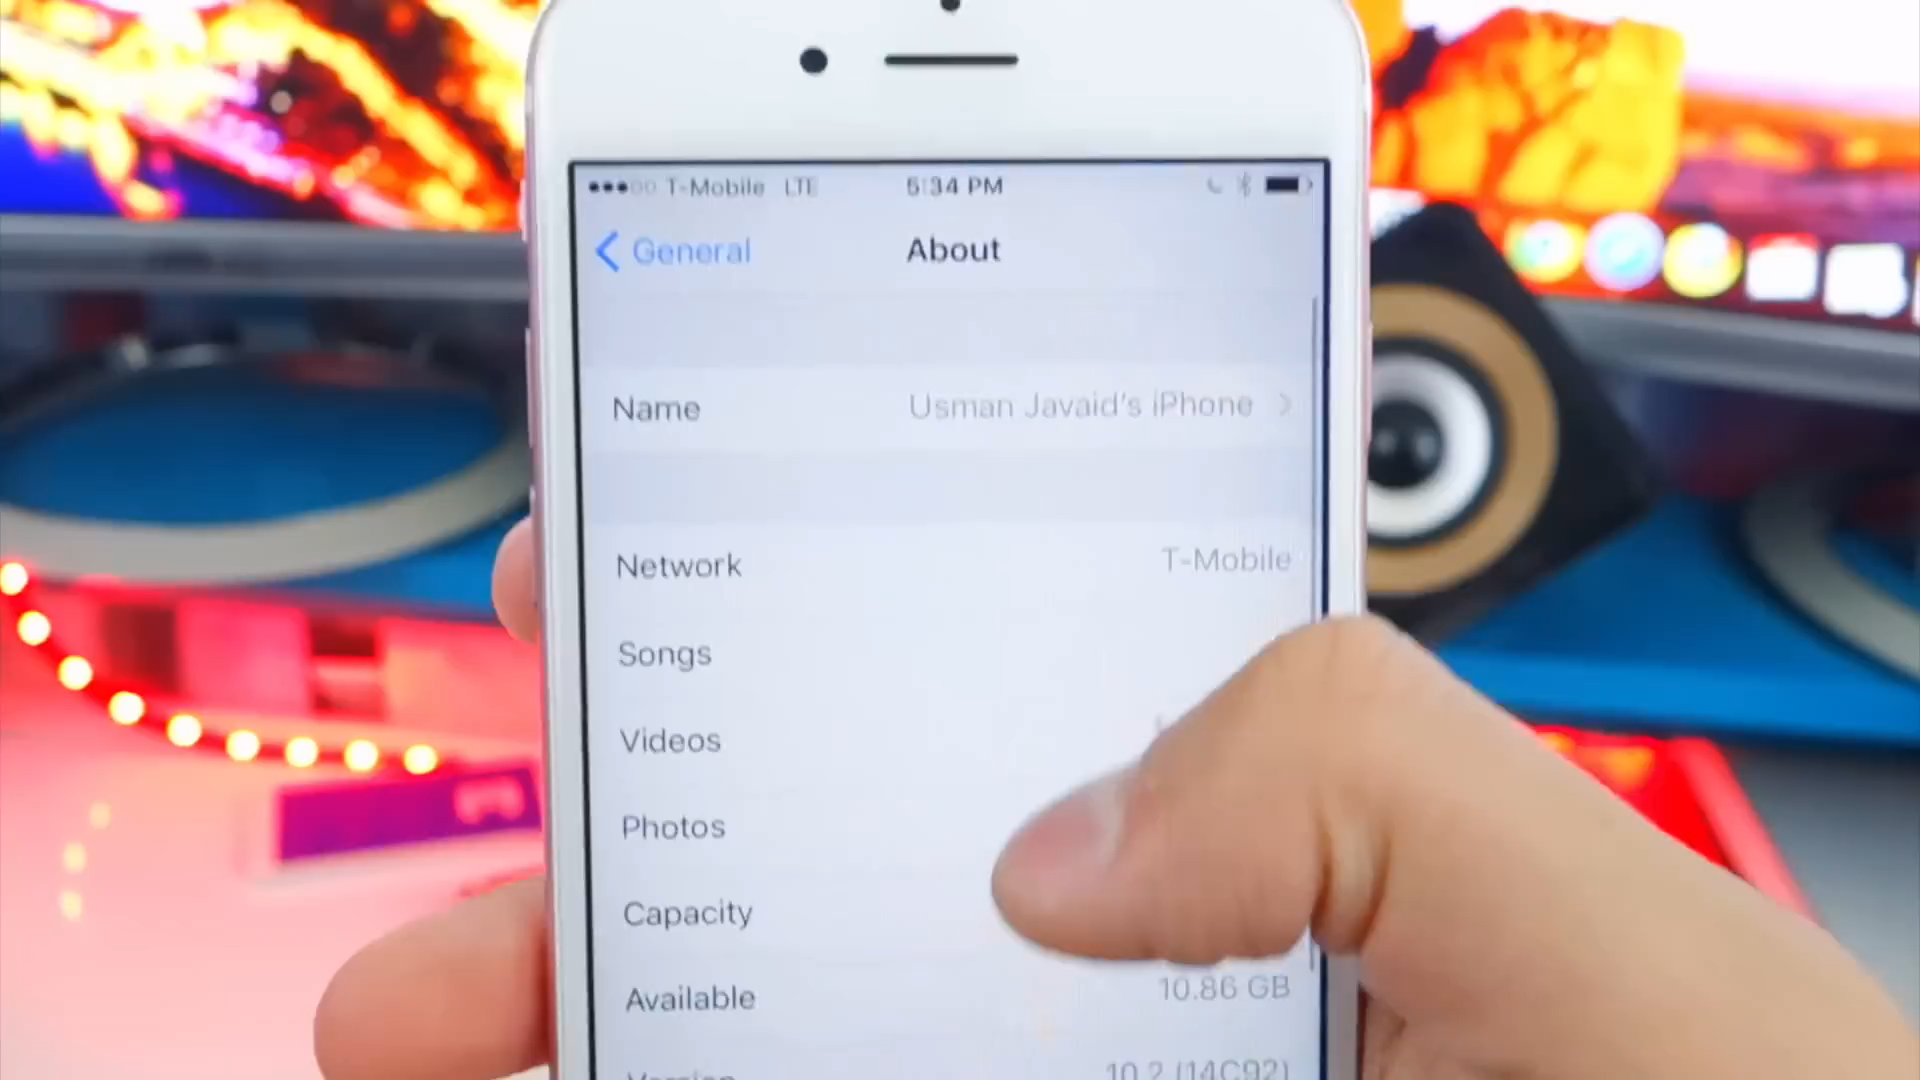 T-Mobile LTE 5:34 PM
General About
Name Usman Javaid's iPhone
Network T-Mobile
Songs
Videos
Photos
Capacity
Available 10.86 GB
Version 10.2 (14C92)